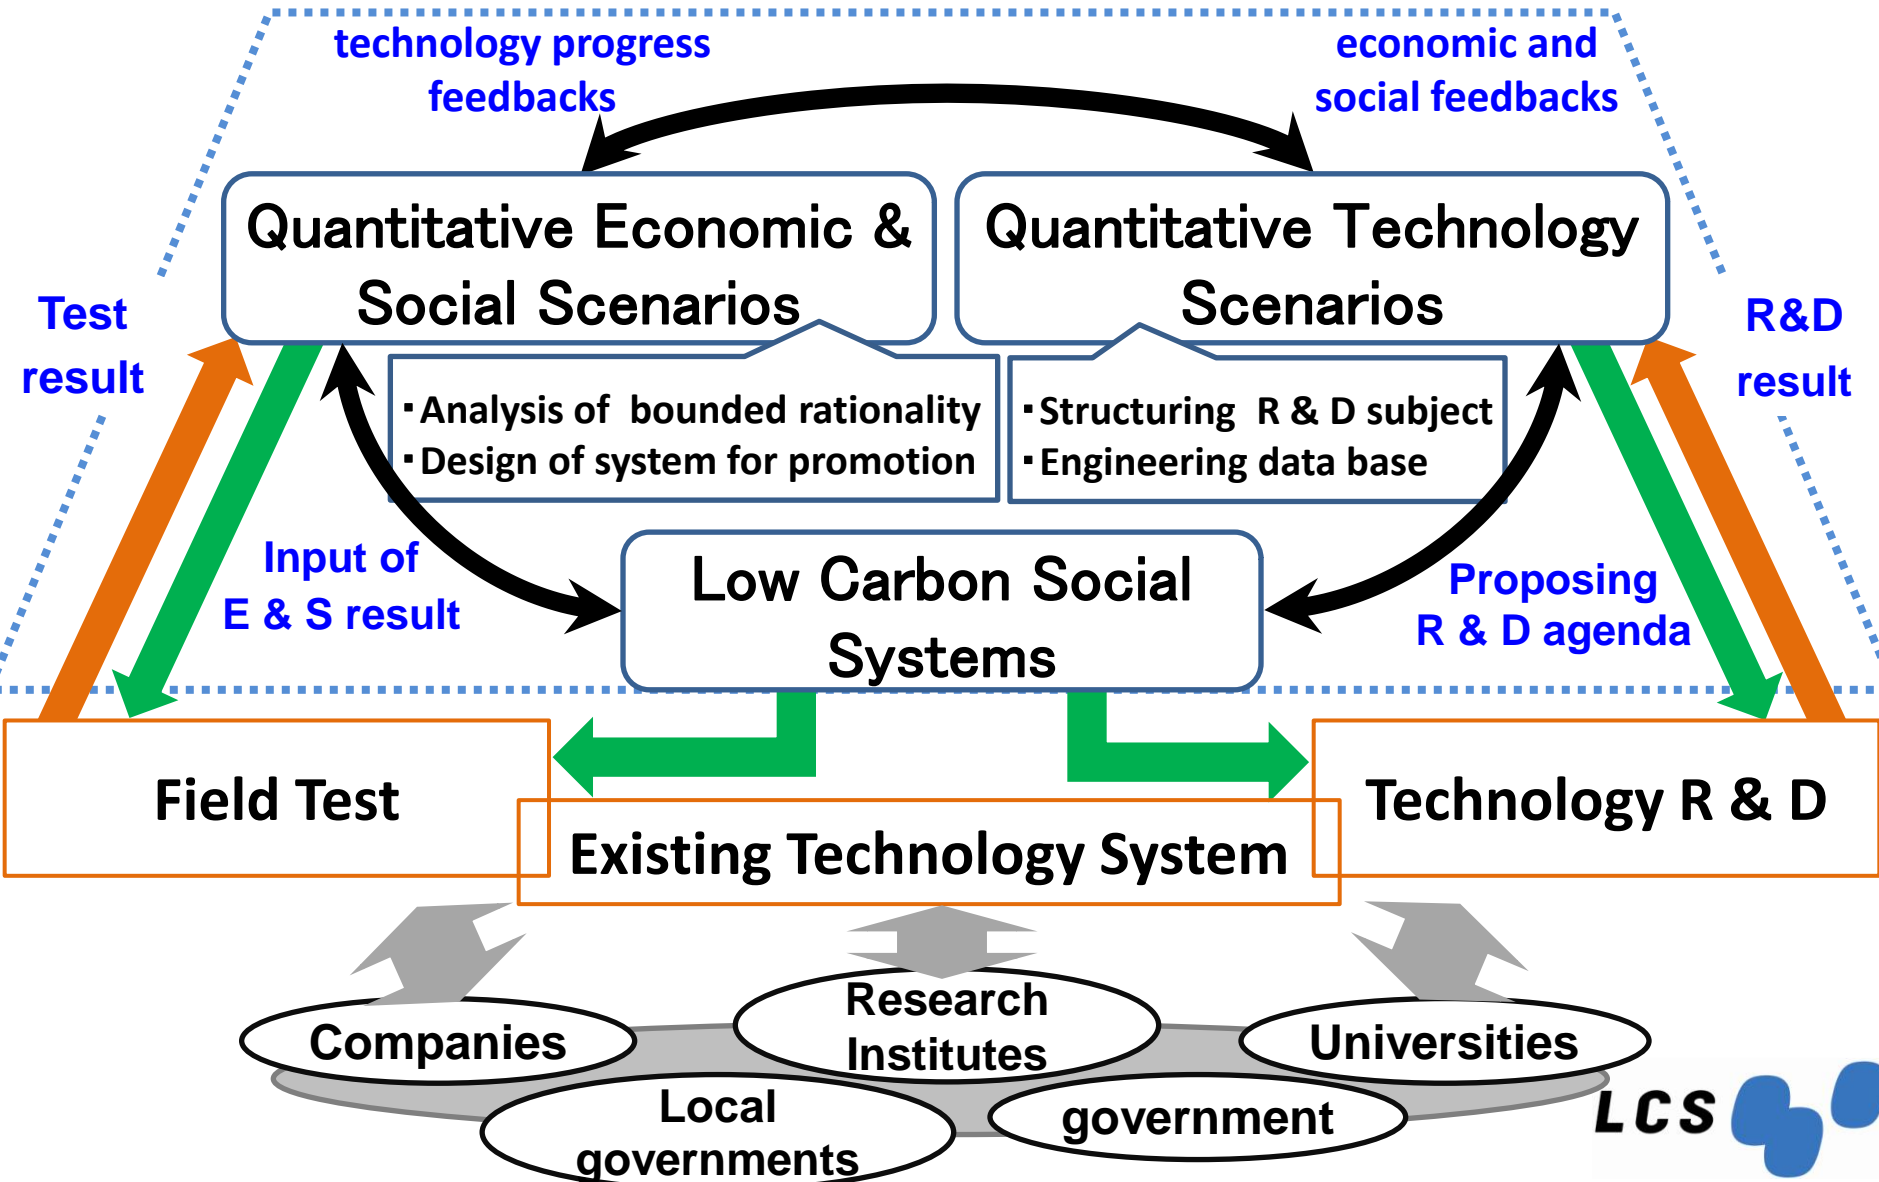 technology progress
feedbacks
economic and
social feedbacks
Quantitative Economic &
Social Scenarios
Quantitative Technology
Scenarios
Test
result
R&D
result
・Analysis of bounded rationality
・Design of system for promotion
・Structuring R & D subject
・Engineering data base
Input of
E & S result
Low Carbon Social
Systems
Proposing
R & D agenda
Field Test
Technology R & D
Existing Technology System
Companies
Research
Institutes
Universities
Local
governments
government
LCS